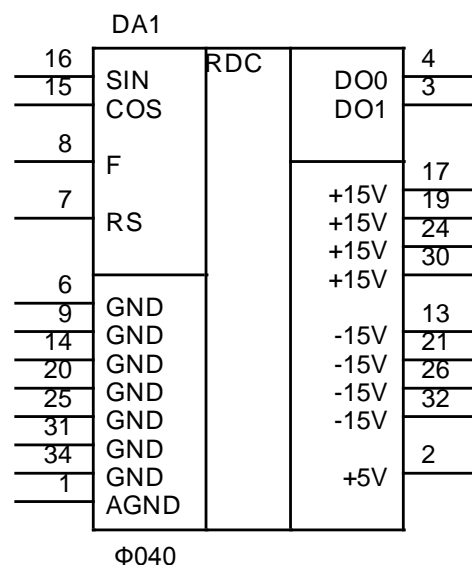 DA1
RDC
16 SIN DO0 4
15 COS DO1 3
8 F
17 +15V
7 RS +15V 19
+15V 24
+15V 30
6 GND
9 GND -15V 13
14 GND -15V 21
20 GND -15V 26
25 GND -15V 32
31 GND
34 GND +5V 2
1 AGND
Ф040